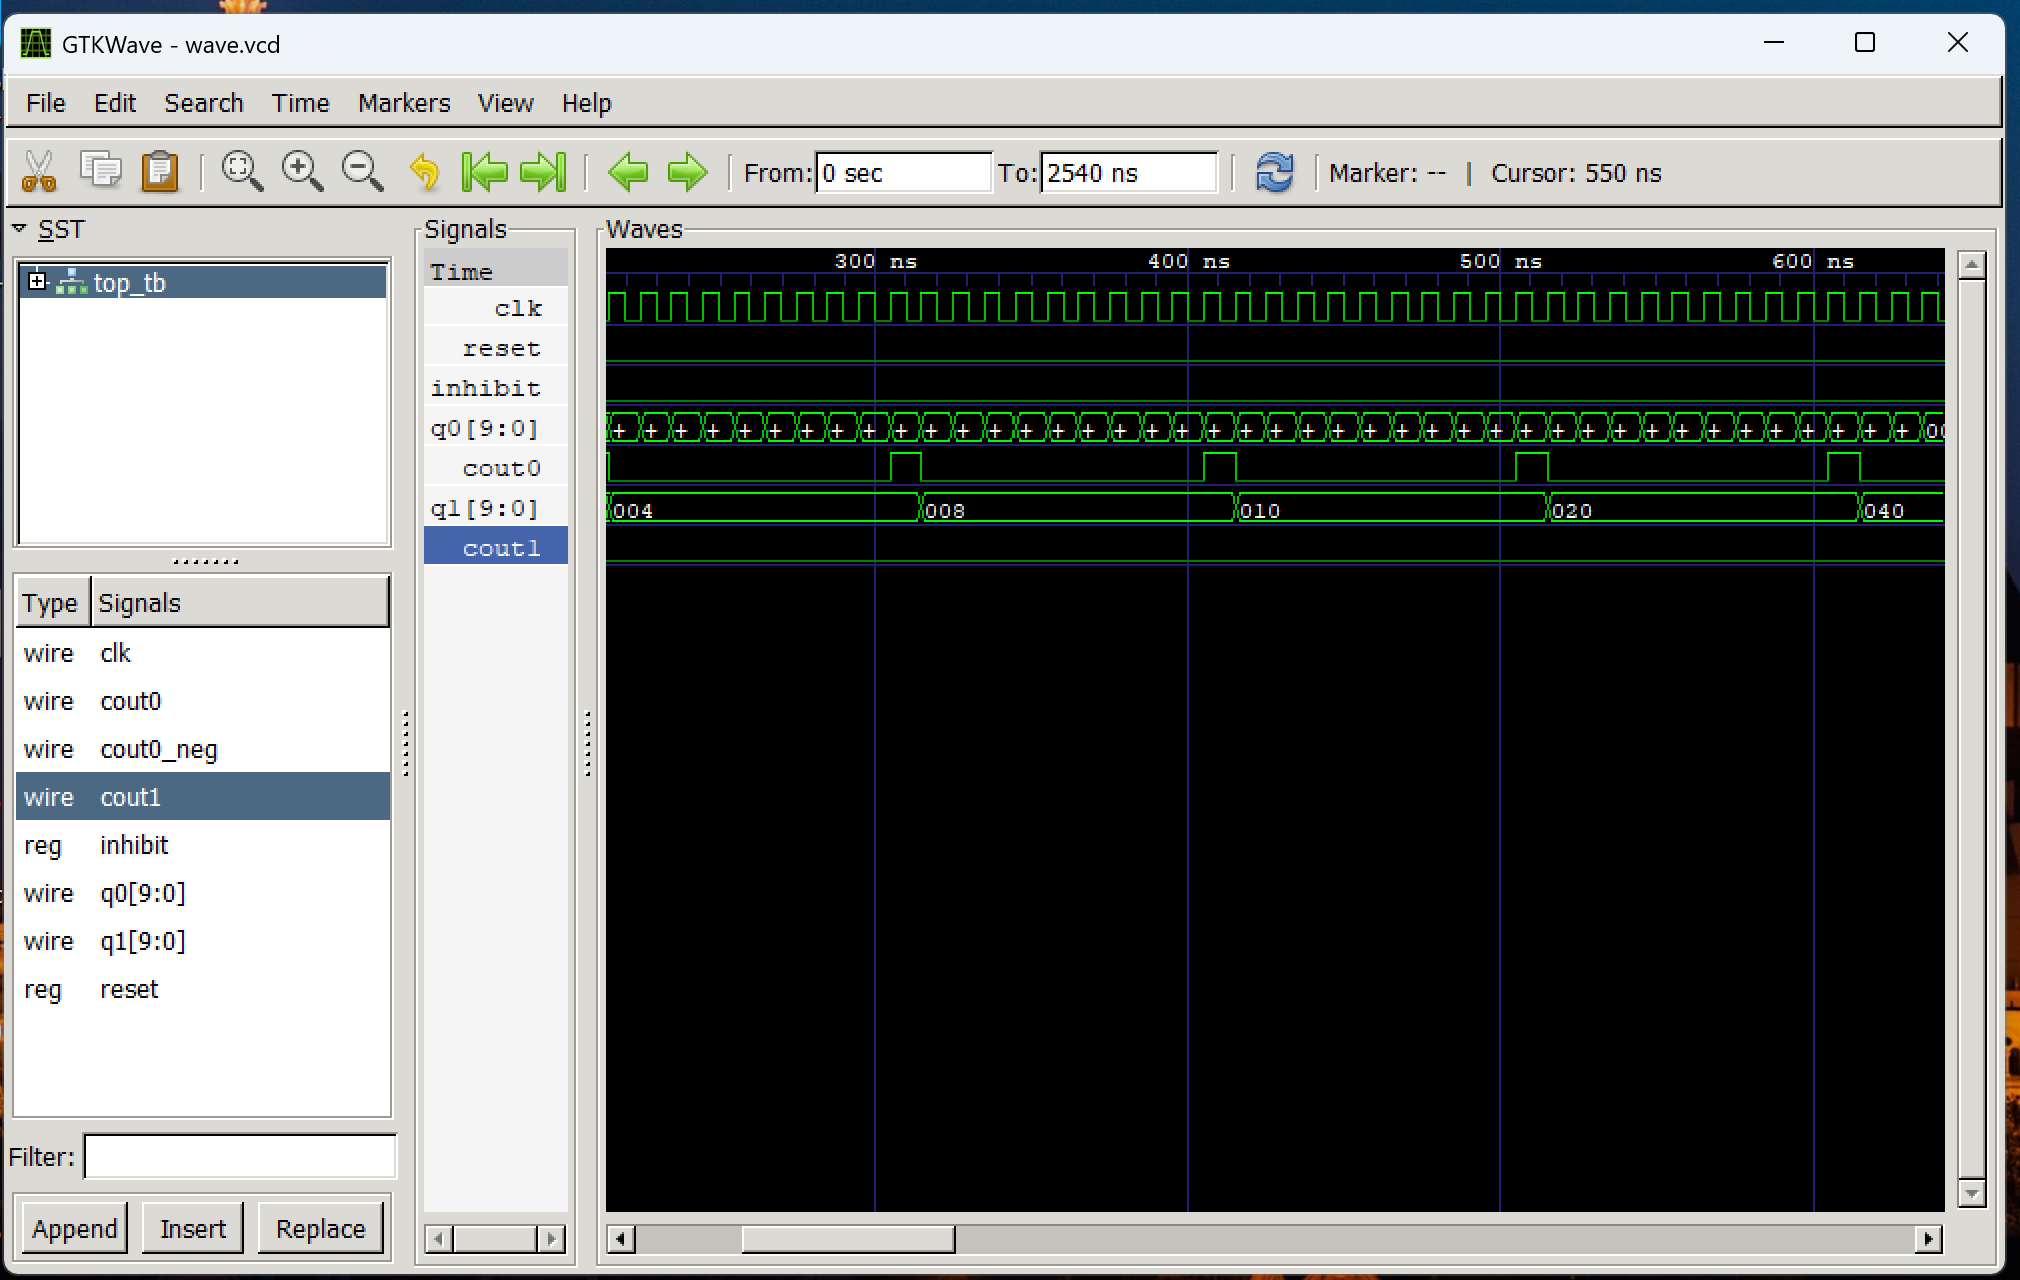 GTKWave - wave.vcd
File Edit Search Time Markers View Help
From: 0 sec To: 2540 ns Marker: -- | Cursor: 550 ns
SST
top_tb
Type Signals
wire clk
wire cout0
wire cout0_neg
wire cout1
reg inhibit
wire q0[9:0]
wire q1[9:0]
reg reset
Filter:
Append Insert Replace
Signals
Time
clk
reset
inhibit
q0[9:0]
cout0
q1[9:0]
cout1
Waves
300 ns 400 ns 500 ns 600 ns
+ + + + + + + + + + + + + + + + + + + + + + + + + + + + + + + + + + + + + + + + + + 00
004 008 010 020 040